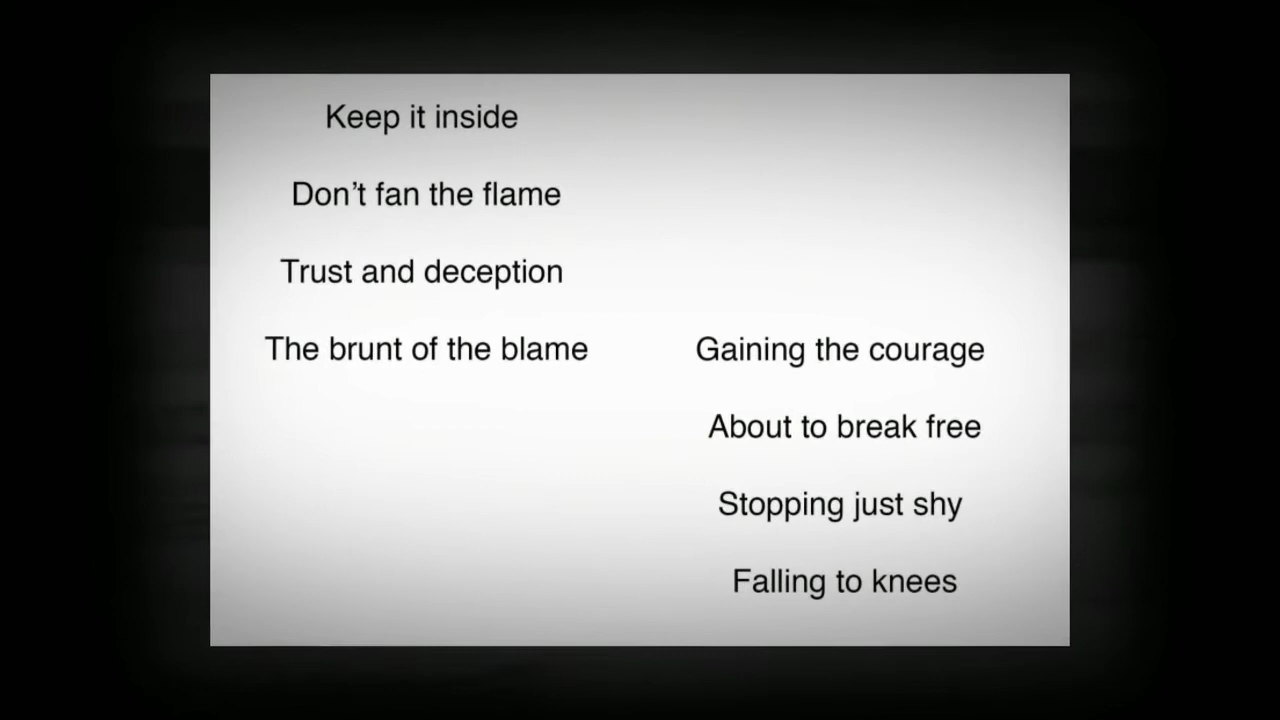 Keep it inside
Don’t fan the flame
Trust and deception
The brunt of the blame
Gaining the courage
About to break free
Stopping just shy
Falling to knees